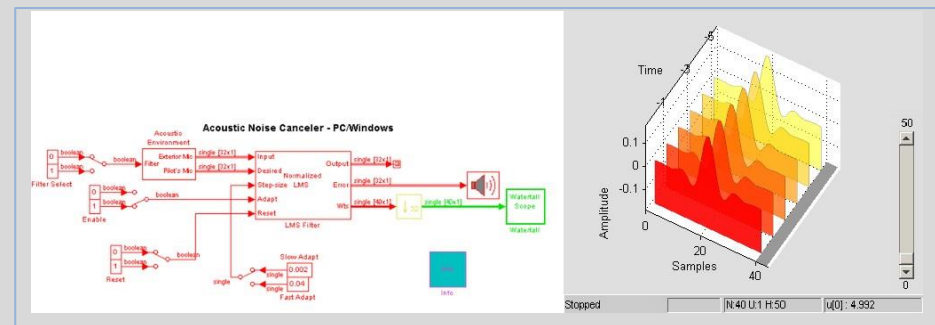 Acoustic Noise Canceler - PC/Windows
Acoustic
Environment
0
1
boolean
boolean
boolean
Filter Select
Filter
Exterior Mic
Pilot's Mic
single [32x1]
single [32x1]
Input
Desired
Step-size
Adapt
Reset
Normalized
LMS
Output
Error
Wts
LMS Filter
single [32x1]
single [32x1]
single [40x1]
single [40x1]
Waterfall
Scope
Waterfall
0
1
boolean
boolean
Enable
0
1
boolean
boolean
Reset
Slow Adapt
0.002
0.04
Fast Adapt
single
single
single
Info
Time
-5
-3
-1
0.1
0
-0.1
Amplitude
0
20
40
Samples
50
0
Stopped
N:40 U:1 H:50
u[0] : 4.992